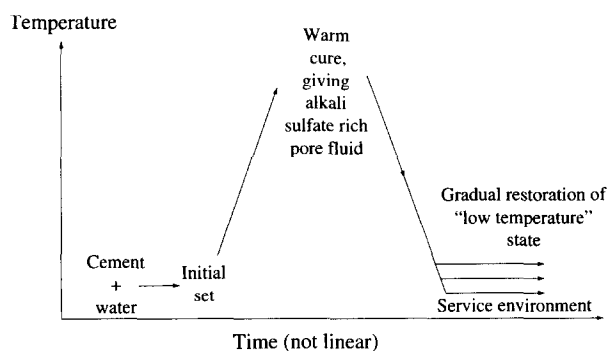 Temperature
Warm
cure,
giving
alkali
sulfate rich
pore fluid
Gradual restoration of
“low temperature”
state
Cement
+
water
Initial
set
Service environment
Time (not linear)